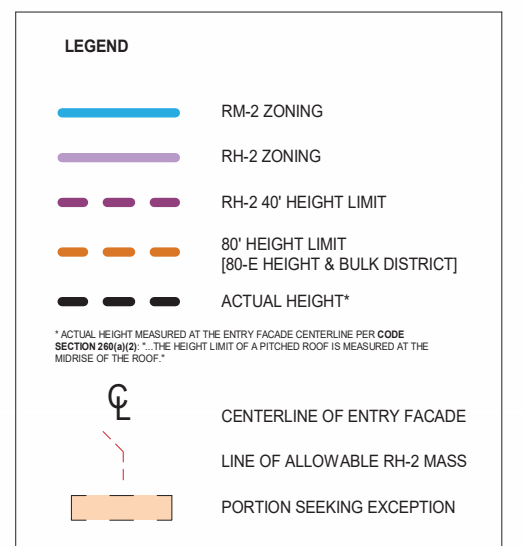 LEGEND
RM-2 ZONING
RH-2 ZONING
RH-2 40' HEIGHT LIMIT
80' HEIGHT LIMIT
[80-E HEIGHT & BULK DISTRICT]
ACTUAL HEIGHT*
* ACTUAL HEIGHT MEASURED AT THE ENTRY FACADE CENTERLINE PER CODE
SECTION 260(a)(2): "...THE HEIGHT LIMIT OF A PITCHED ROOF IS MEASURED AT THE
MIDRISE OF THE ROOF."
℄ CENTERLINE OF ENTRY FACADE
LINE OF ALLOWABLE RH-2 MASS
PORTION SEEKING EXCEPTION